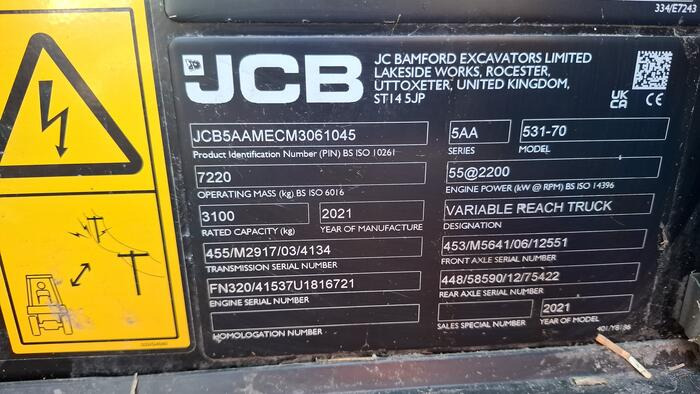 334/E7243
JCB
JC BAMFORD EXCAVATORS LIMITED
LAKESIDE WORKS, ROCESTER,
UTTOXETER, UNITED KINGDOM,
ST14 5JP
UK
CA CE
JCB5AAMECM3061045
Product Identification Number (PIN) BS ISO 10261
5AA
SERIES
531-70
MODEL
7220
OPERATING MASS (kg) BS ISO 6016
55@2200
ENGINE POWER (kW @ RPM) BS ISO 14396
3100
RATED CAPACITY (kg)
2021
YEAR OF MANUFACTURE
VARIABLE REACH TRUCK
DESIGNATION
455/M2917/03/4134
TRANSMISSION SERIAL NUMBER
453/M5641/06/12551
FRONT AXLE SERIAL NUMBER
FN320/41537U1816721
ENGINE SERIAL NUMBER
448/58590/12/75422
REAR AXLE SERIAL NUMBER
HOMOLOGATION NUMBER
SALES SPECIAL NUMBER
2021
YEAR OF MODEL